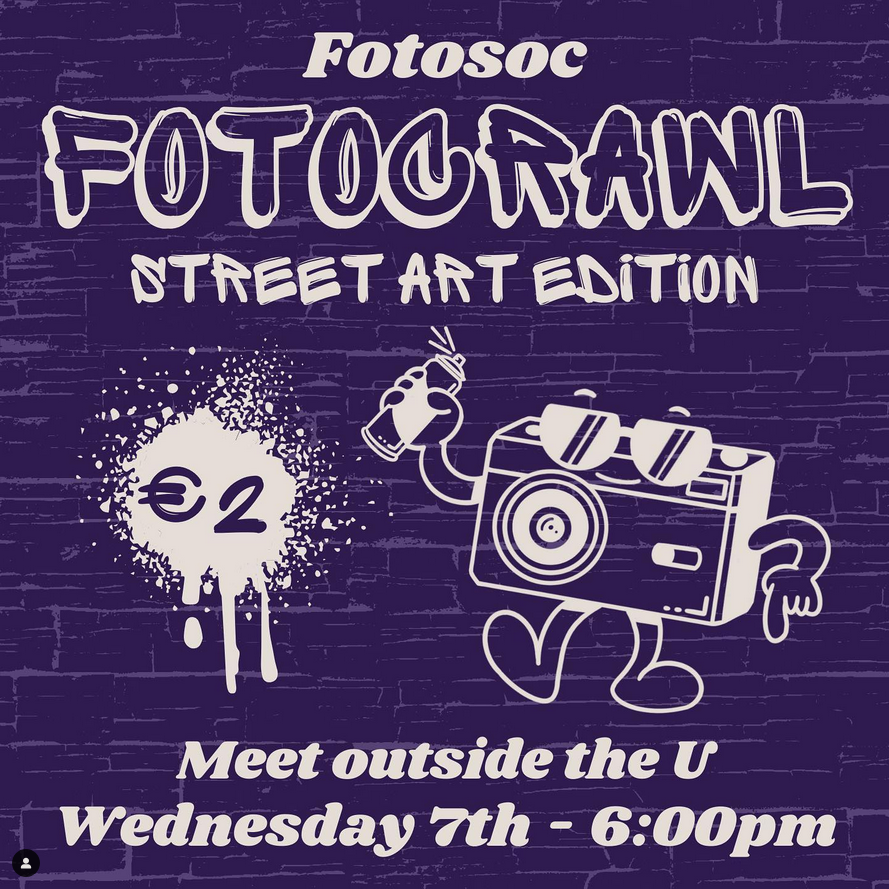 Fotosoc
FOTOCRAWL
STREET ART EDiTiON
€2
Meet outside the U
Wednesday 7th - 6:00pm